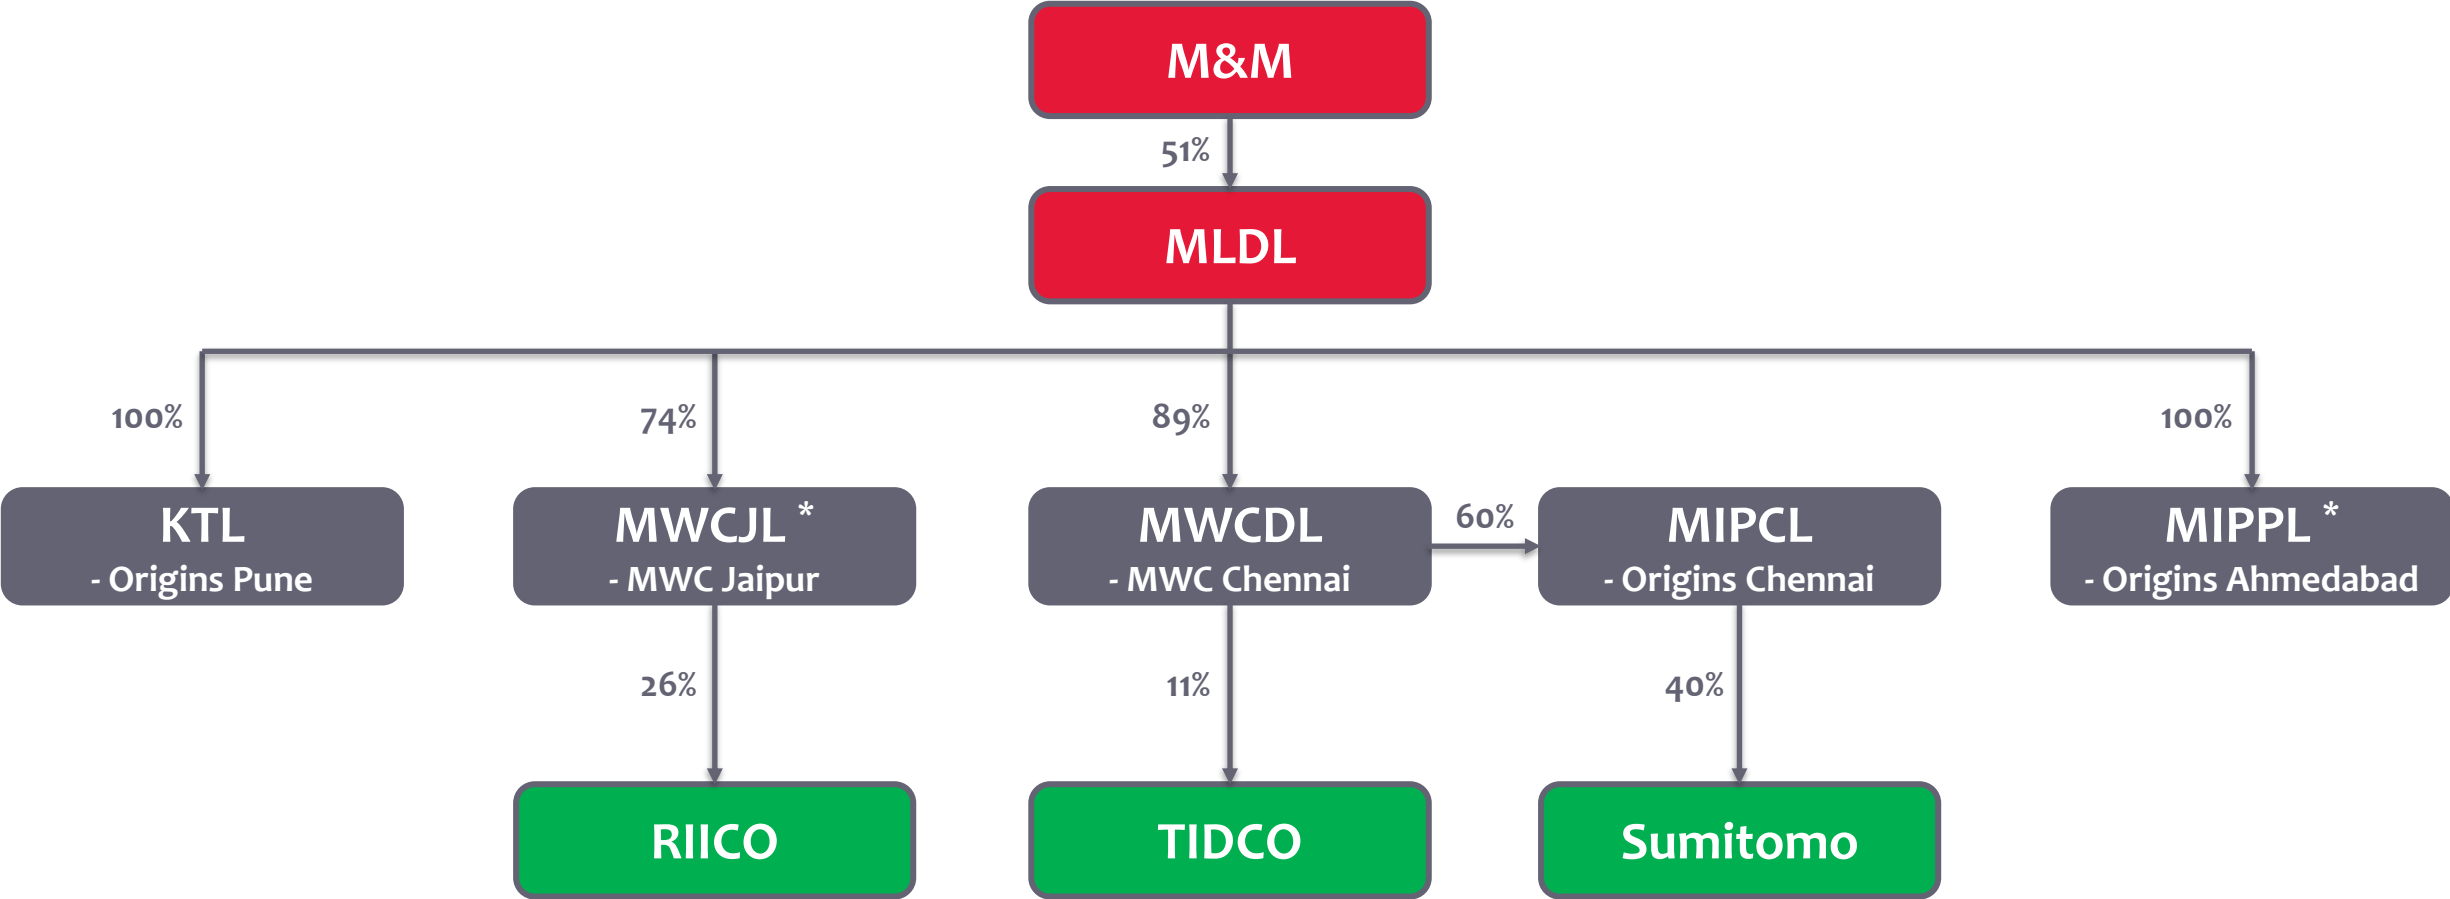 M&M
51%
MLDL
100%
74%
89%
100%
KTL
- Origins Pune
MWCJL *
- MWC Jaipur
MWCDL
- MWC Chennai
60%
MIPCL
- Origins Chennai
MIPPL *
- Origins Ahmedabad
26%
11%
40%
RIICO
TIDCO
Sumitomo